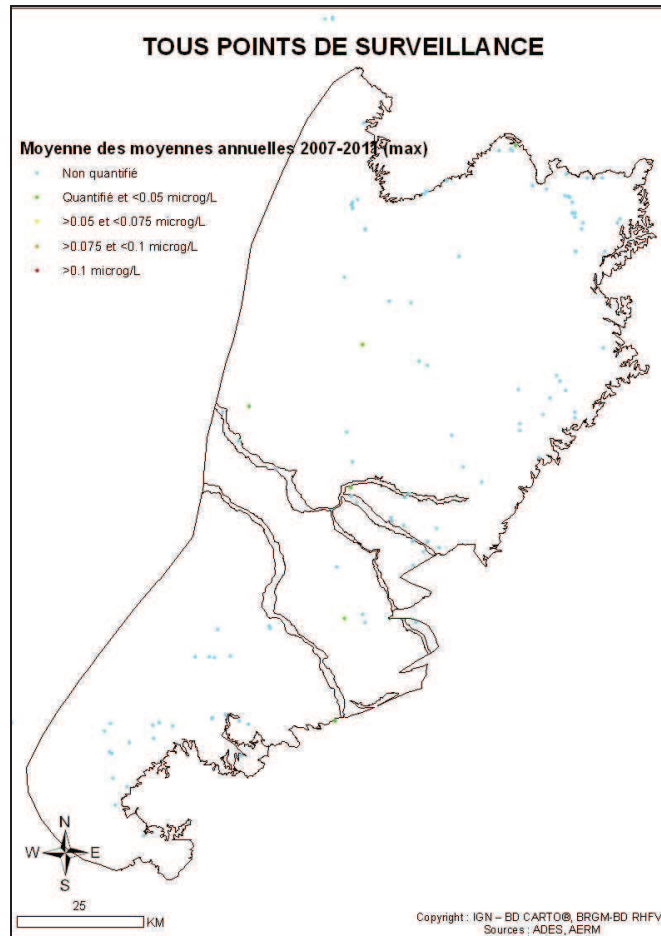 TOUS POINTS DE SURVEILLANCE
Moyenne des moyennes annuelles 2007-2011 (max)
Non quantifié
Quantifié et <0.05 microg/L
>0.05 et <0.075 microg/L
>0.075 et <0.1 microg/L
>0.1 microg/L
N
W E
S
25
KM
Copyright : IGN – BD CARTO®, BRGM-BD RHFV
Sources : ADES, AERM